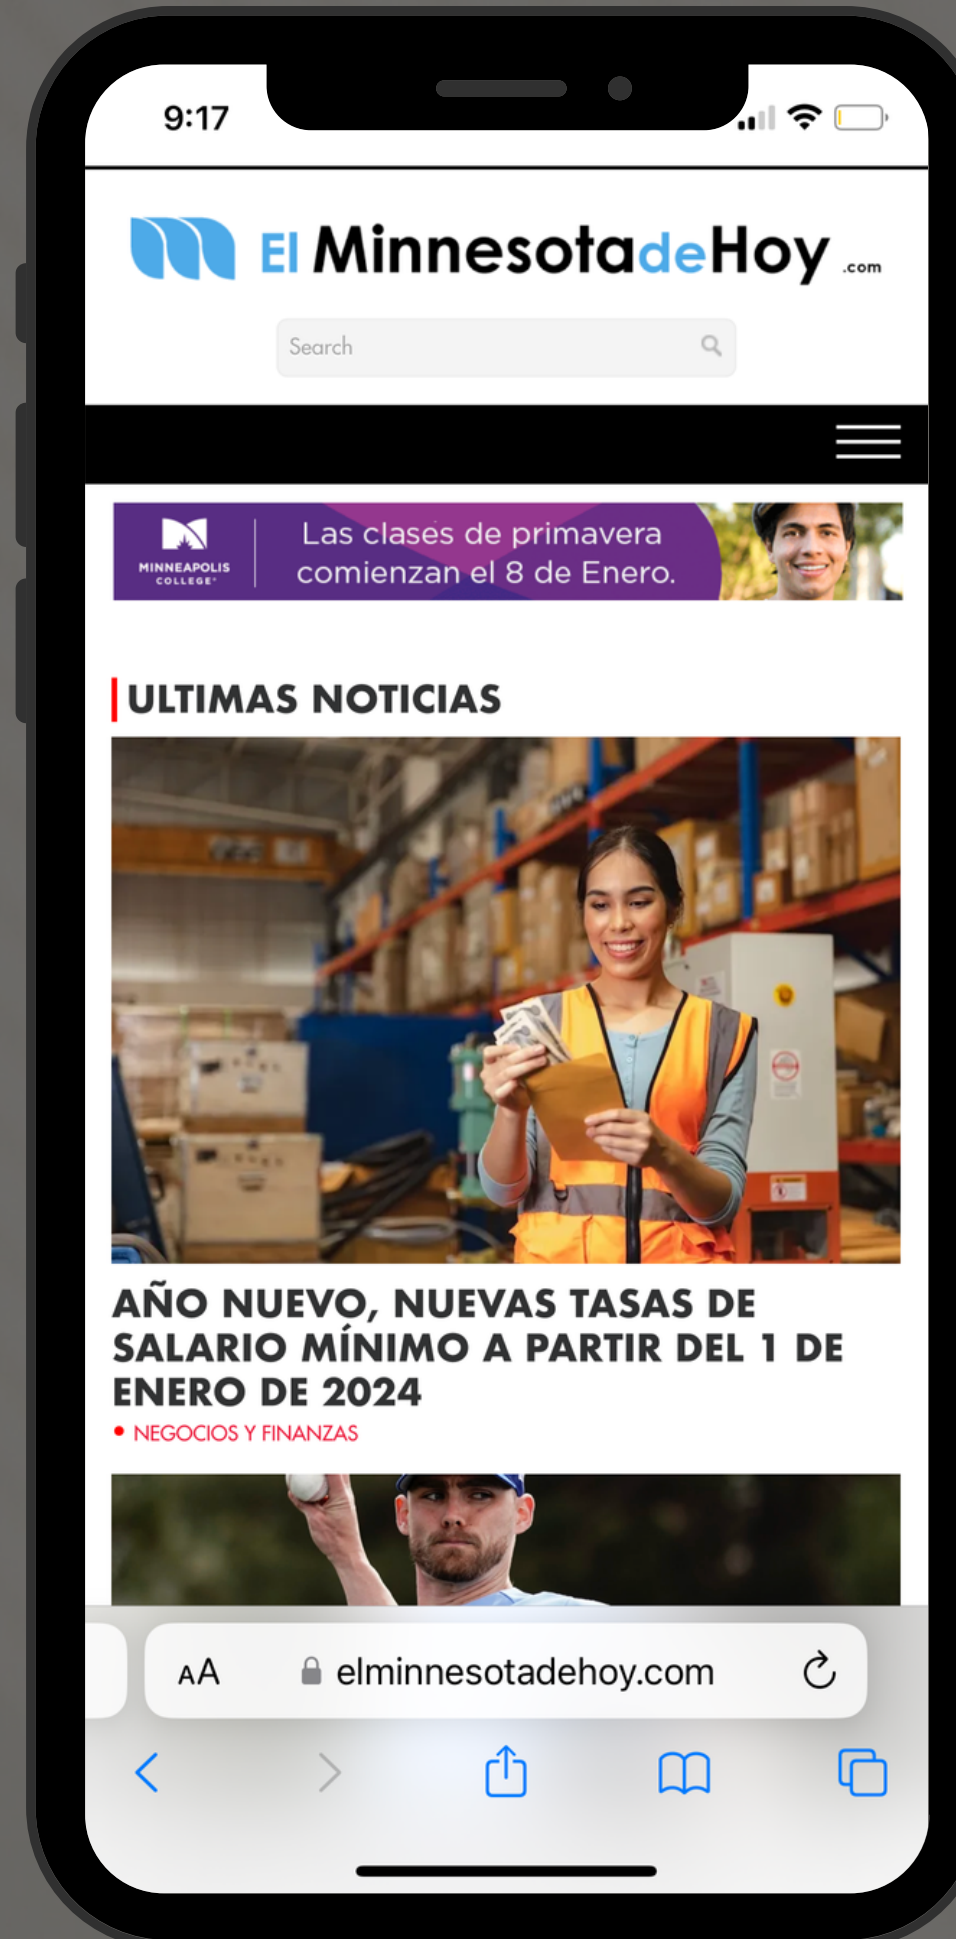 9:17
El MinnesotadeHoy .com
Search
MINNEAPOLIS
COLLEGE
Las clases de primavera
comienzan el 8 de Enero.
ULTIMAS NOTICIAS
AÑO NUEVO, NUEVAS TASAS DE
SALARIO MÍNIMO A PARTIR DEL 1 DE
ENERO DE 2024
• NEGOCIOS Y FINANZAS
AA elminnesotadehoy.com